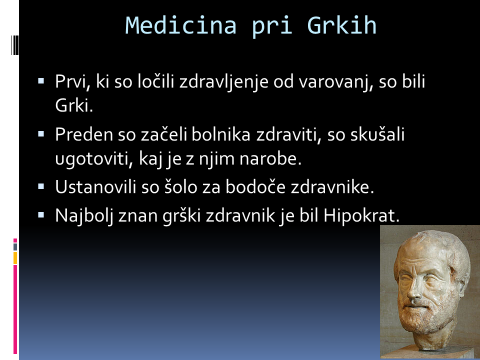 Medicina pri Grkih
▪ Prvi, ki so ločili zdravljenje od varovanj, so bili
Grki.
▪ Preden so začeli bolnika zdraviti, so skušali
ugotoviti, kaj je z njim narobe.
▪ Ustanovili so šolo za bodoče zdravnike.
▪ Najbolj znan grški zdravnik je bil Hipokrat.